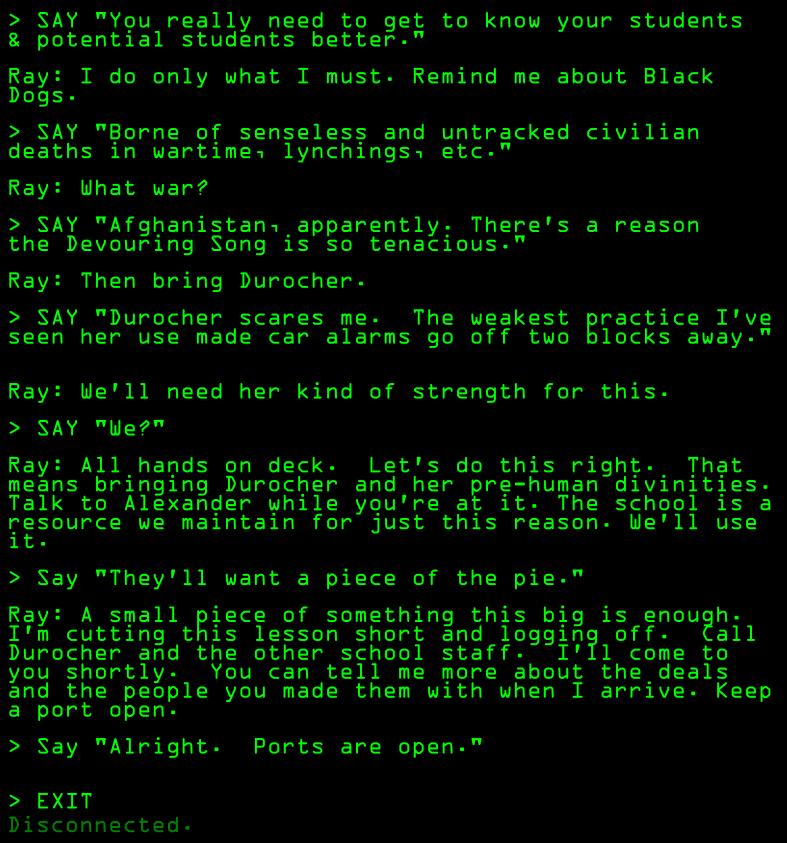 > SAY "You really need to get to know your students
& potential students better."
Ray: I do only what I must. Remind me about Black
Dogs.
> SAY "Borne of senseless and untracked civilian
deaths in wartime, lynchings, etc."
Ray: What war?
> SAY "Afghanistan, apparently. There's a reason
the Devouring Song is so tenacious."
Ray: Then bring Durocher.
> SAY "Durocher scares me.  The weakest practice I've
seen her use made car alarms go off two blocks away."
Ray: We'll need her kind of strength for this.
> SAY "We?"
Ray: All hands on deck.  Let's do this right.  That
means bringing Durocher and her pre-human divinities.
Talk to Alexander while you're at it. The school is a
resource we maintain for just this reason. We'll use
it.
> Say "They'll want a piece of the pie."
Ray: A small piece of something this big is enough.
I'm cutting this lesson short and logging off.  Call
Durocher and the other school staff.  I'll come to
you shortly.  You can tell me more about the deals
and the people you made them with when I arrive. Keep
a port open.
> Say "Alright.  Ports are open."
> EXIT
Disconnected.